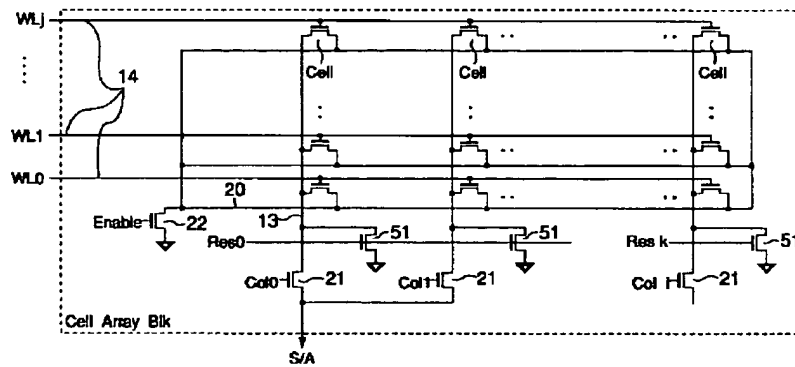 WLj
14
Cell Cell Cell
WL1
WL0
20
Enable 22 13
Res0 51 51 Res k 51
Col0 21 Col1 21 Col i 21
Cell Array Blk
S/A